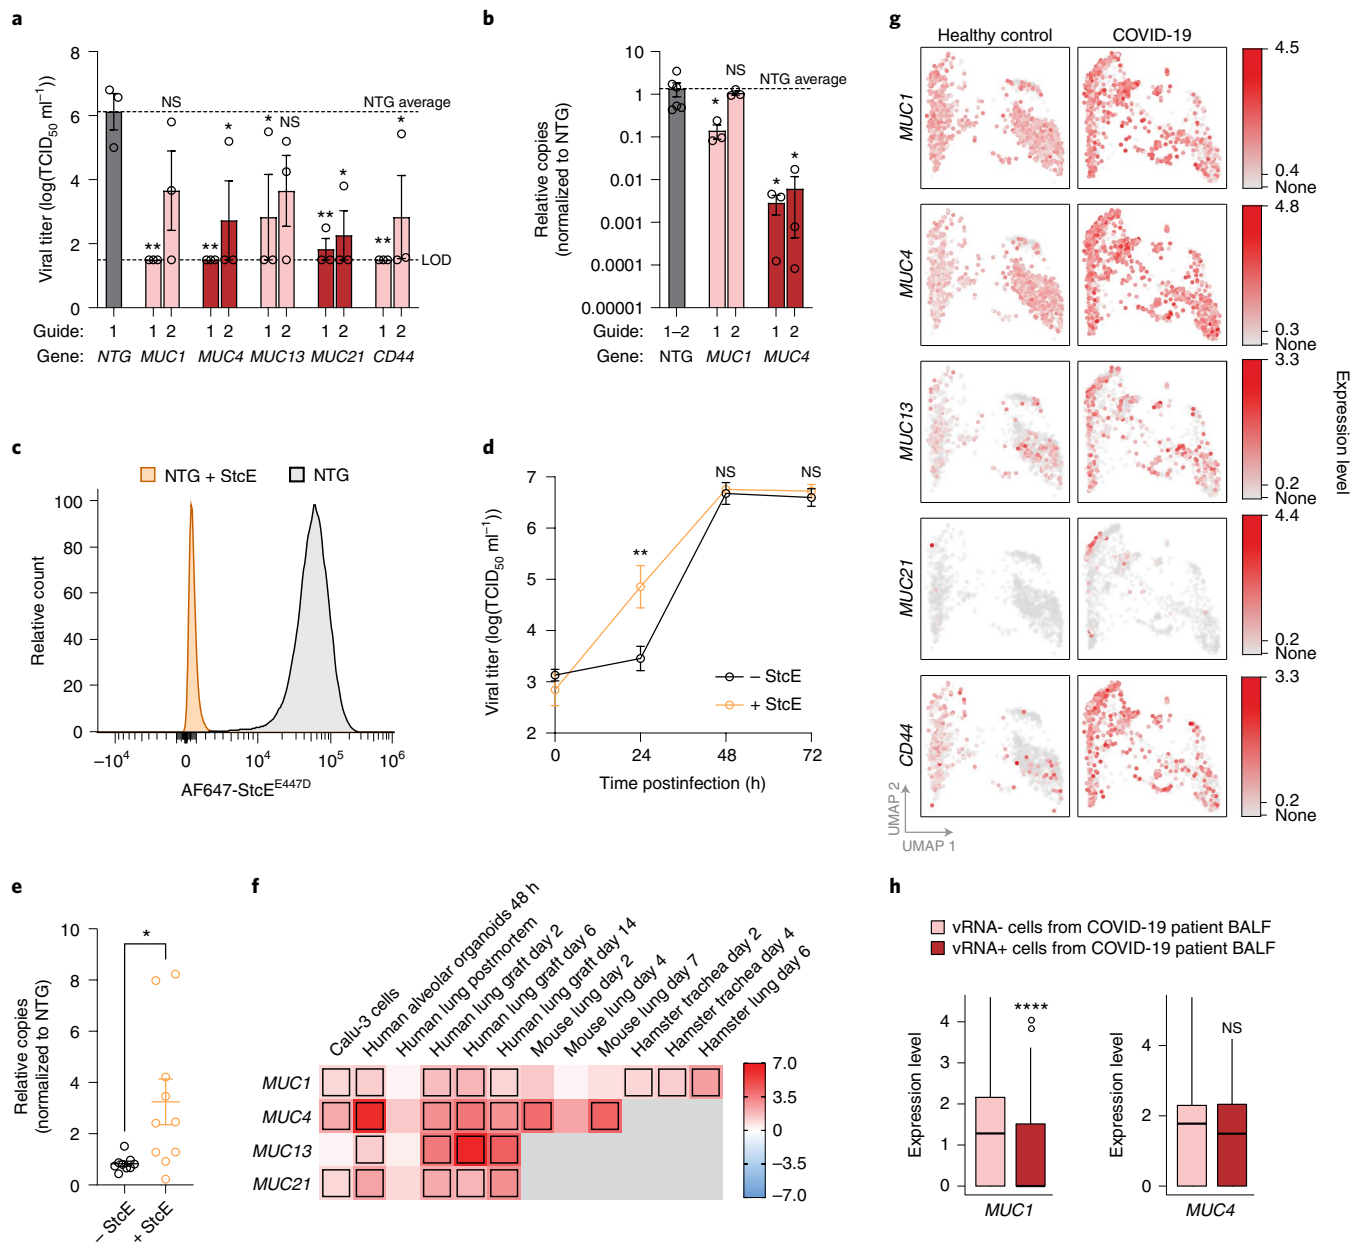 a
Viral titer (log(TCID50 ml−1))
8
6
4
2
0
NS
NTG average
*
*
NS
*
**
**
**
*
**
LOD
Guide: 1 1 2 1 2 1 2 1 2 1 2
Gene: NTG MUC1 MUC4 MUC13 MUC21 CD44
b
Relative copies
(normalized to NTG)
10
1
0.1
0.01
0.001
0.0001
0.00001
NS
NTG average
*
*
*
Guide: 1–2 1 2 1 2
Gene: NTG MUC1 MUC4
c
NTG + StcE
NTG
Relative count
100
80
60
40
20
0
−10^4 0 10^4 10^5 10^6
AF647-StcE^E447D
d
Viral titer (log(TCID50 ml−1))
7
6
5
4
3
2
NS
NS
**
− StcE
+ StcE
0 24 48 72
Time postinfection (h)
e
Relative copies
(normalized to NTG)
10
8
6
4
2
0
*
− StcE
+ StcE
f
Calu-3 cells
Human alveolar organoids 48 h
Human lung postmortem
Human lung graft day 2
Human lung graft day 6
Human lung graft day 14
Mouse lung day 2
Mouse lung day 4
Mouse lung day 7
Hamster trachea day 2
Hamster trachea day 4
Hamster lung day 6
MUC1
MUC4
MUC13
MUC21
7.0
3.5
0
−3.5
−7.0
g
Healthy control
COVID-19
MUC1
4.5
0.4
None
MUC4
4.8
0.3
None
MUC13
3.3
0.2
None
MUC21
4.4
0.2
None
CD44
3.3
0.2
None
Expression level
UMAP 2
UMAP 1
h
vRNA- cells from COVID-19 patient BALF
vRNA+ cells from COVID-19 patient BALF
Expression level
4
3
2
1
0
****
MUC1
Expression level
4
2
0
NS
MUC4